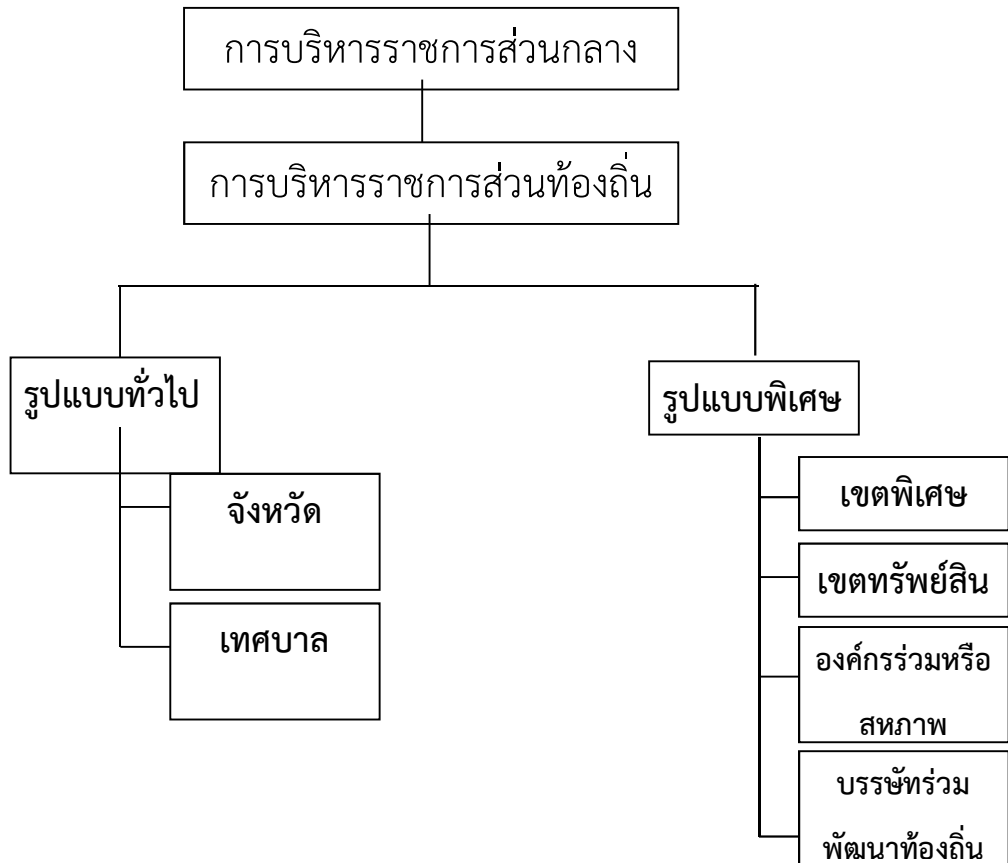 การบริหารราชการส่วนกลาง
การบริหารราชการส่วนท้องถิ่น
รูปแบบทั่วไป
จังหวัด
เทศบาล
รูปแบบพิเศษ
เขตพิเศษ
เขตทรัพย์สิน
องค์กรร่วมหรือ
สหภาพ
บรรษัทร่วม
พัฒนาท้องถิ่น